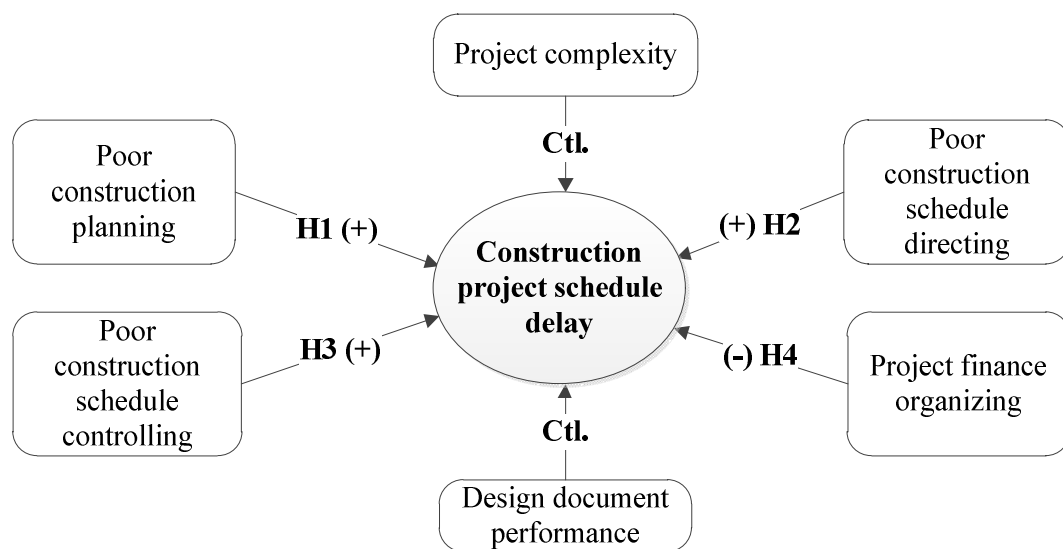 Project complexity
Ctl.
Poor
construction
planning
H1 (+)
Poor
construction
schedule
directing
(+) H2
Construction
project schedule
delay
Poor
construction
schedule
controlling
H3 (+)
(-) H4
Project finance
organizing
Ctl.
Design document
performance